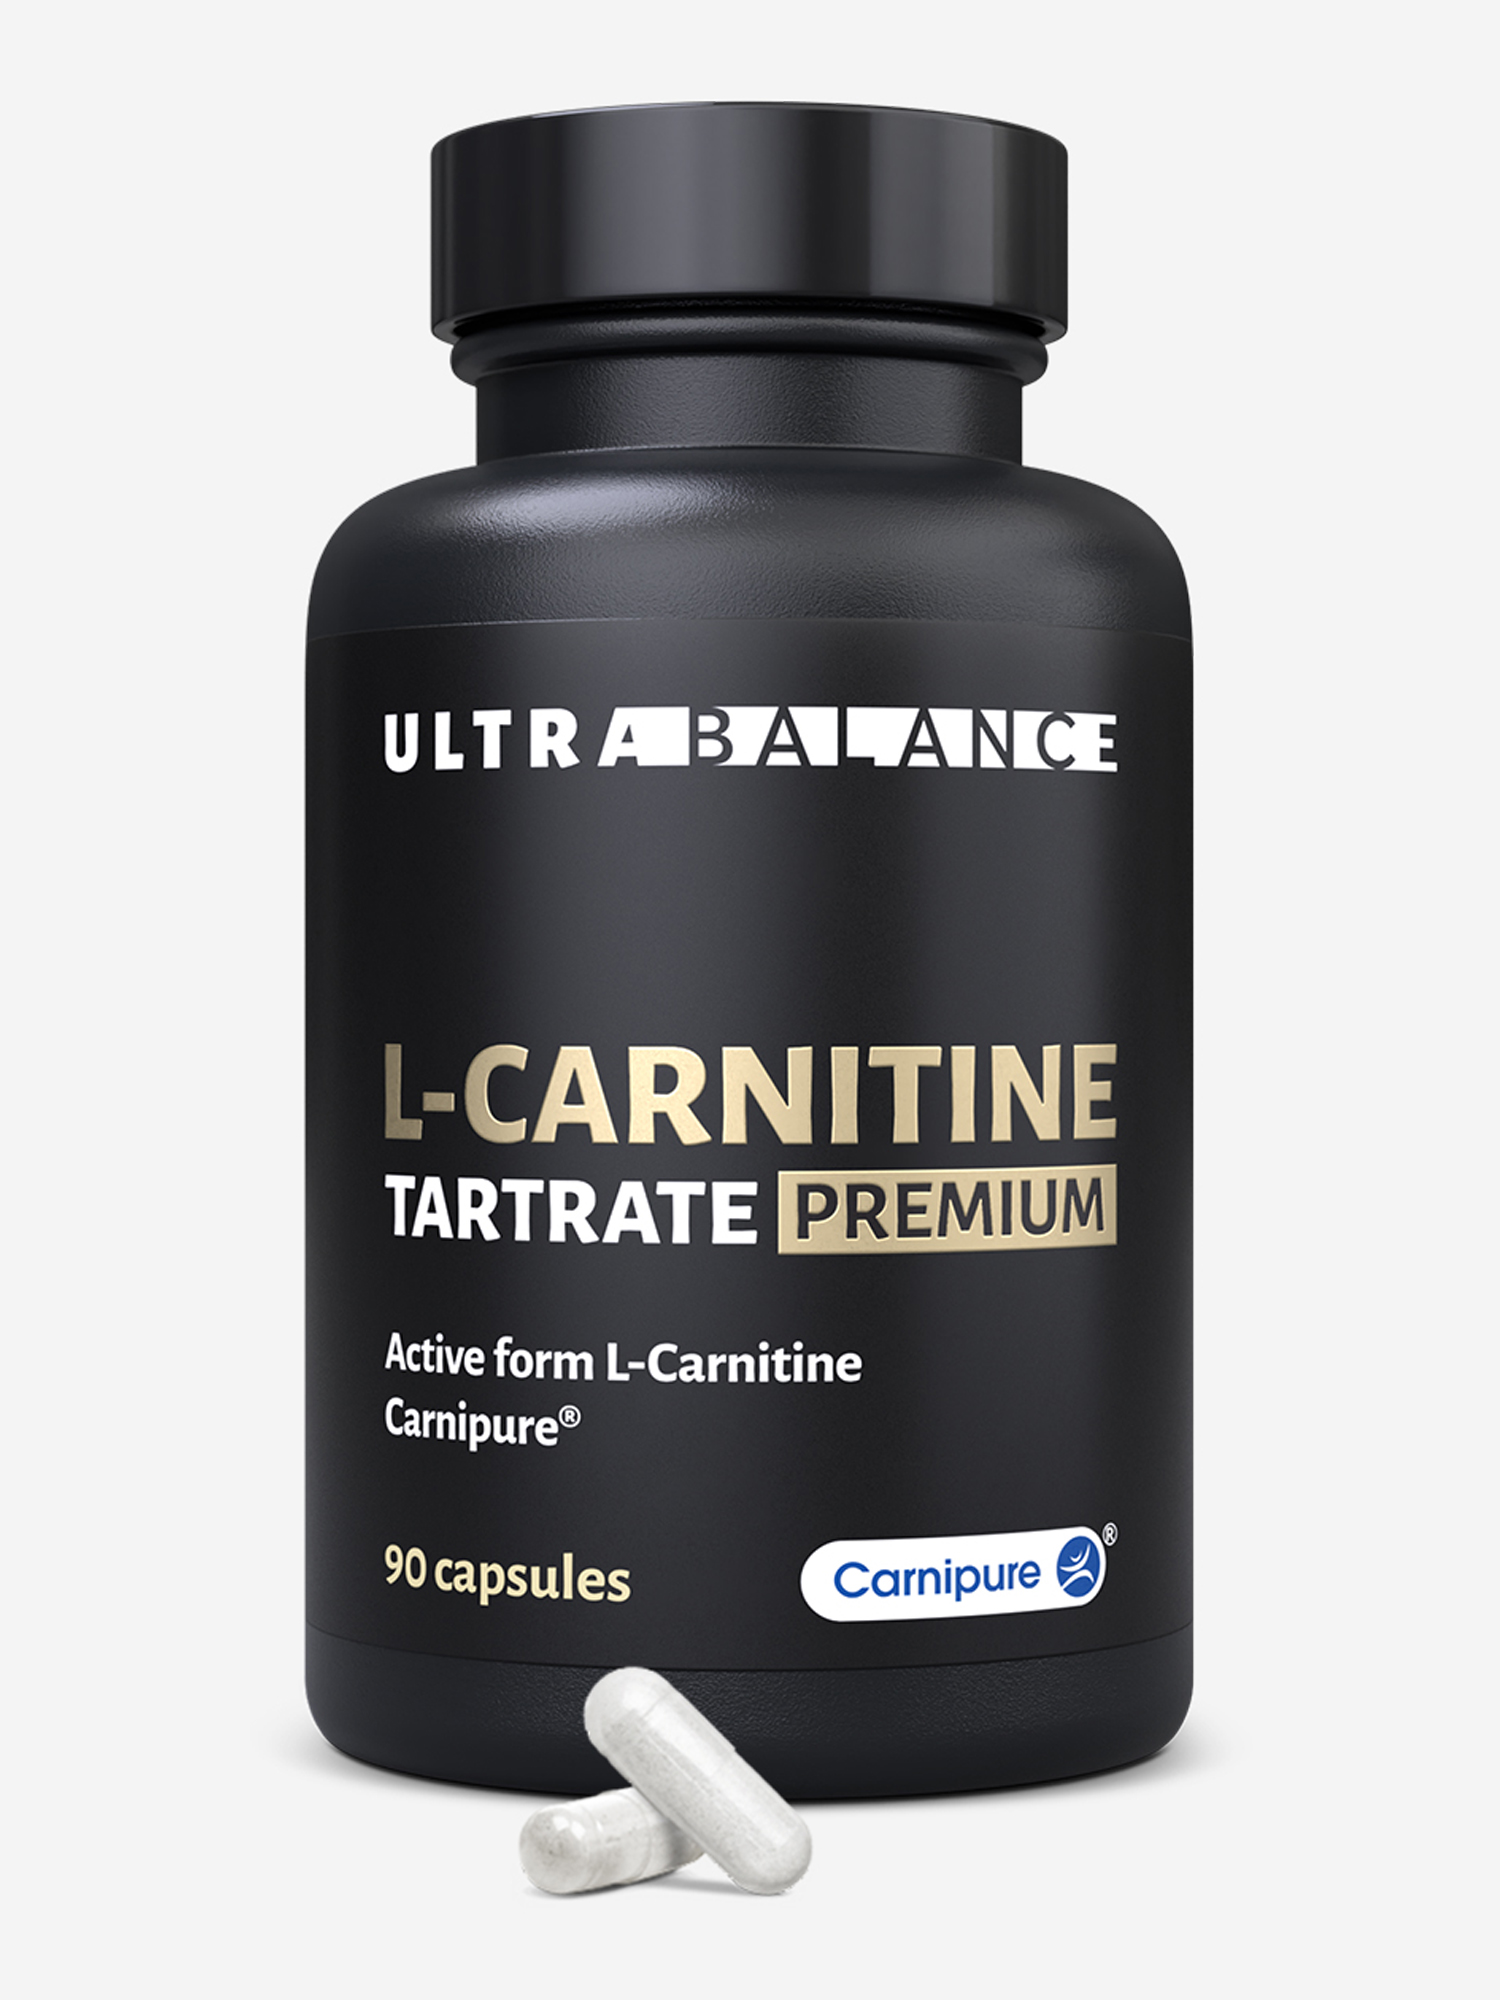 ULTRABALANCE
L-CARNITINE
TARTRATE PREMIUM
Active form L-Carnitine
Carnipure®
90 capsules
Carnipure®